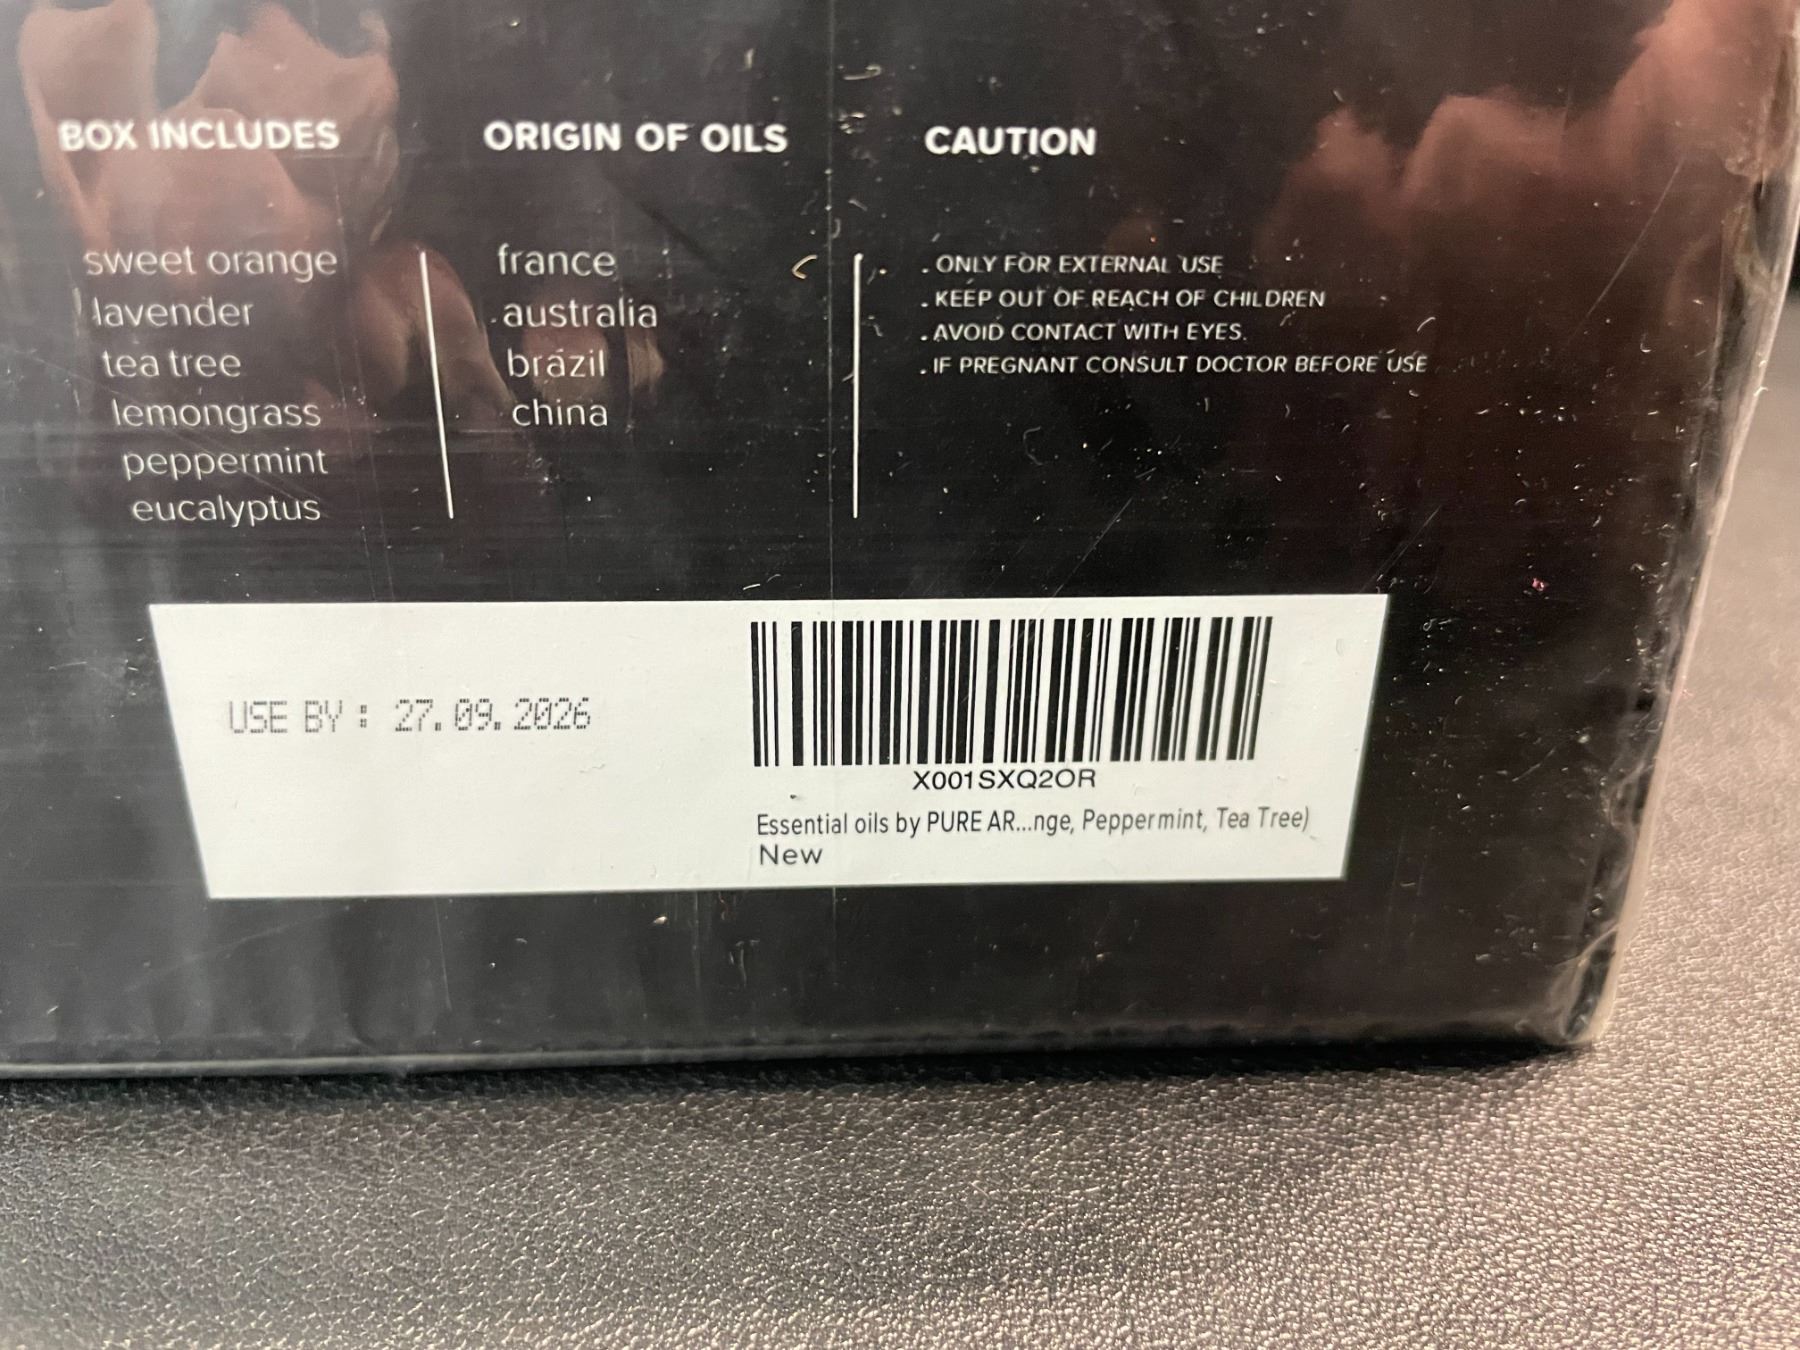 BOX INCLUDES
sweet orange
lavender
tea tree
lemongrass
peppermint
eucalyptus
ORIGIN OF OILS
france
australia
brazil
china
CAUTION
. ONLY FOR EXTERNAL USE
. KEEP OUT OF REACH OF CHILDREN
. AVOID CONTACT WITH EYES.
. IF PREGNANT CONSULT DOCTOR BEFORE USE
USE BY : 27.09.2026
X001SXQ2OR
Essential oils by PURE AR...nge, Peppermint, Tea Tree)
New